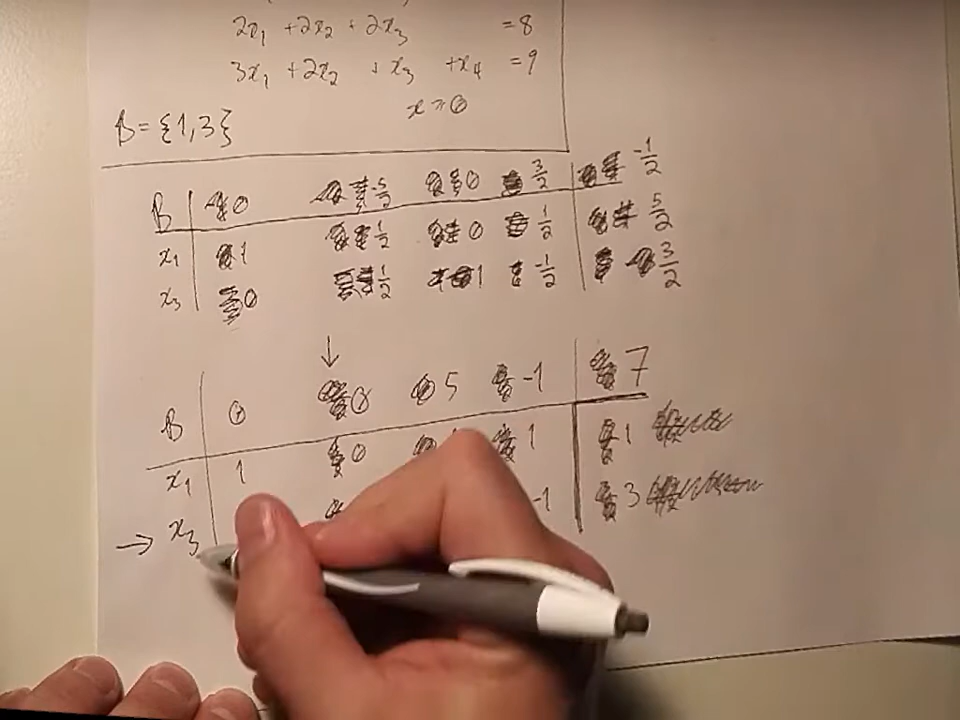 2x₁ + 2x₂ + 2x₃ = 8
3x₁ + 2x₂ + x₃ + x₄ = 9
x ≥ 0
B = {1,3}
B 0 -5/2 0 3/2 -1/2
x₁ 1 1/2 0 1/2 5/2
x₃ 0 1/2 1 -1/2 3/2
↓
B 0 0 5 -1 7
x₁ 1 0 1 1
→ x₃ -1 3